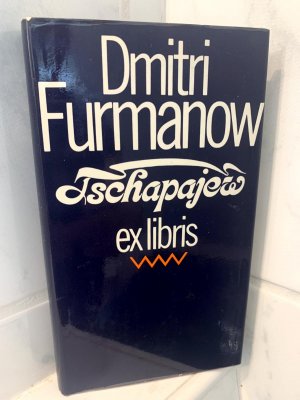 Dmitri
Furmanow
Tschapajew
ex libris